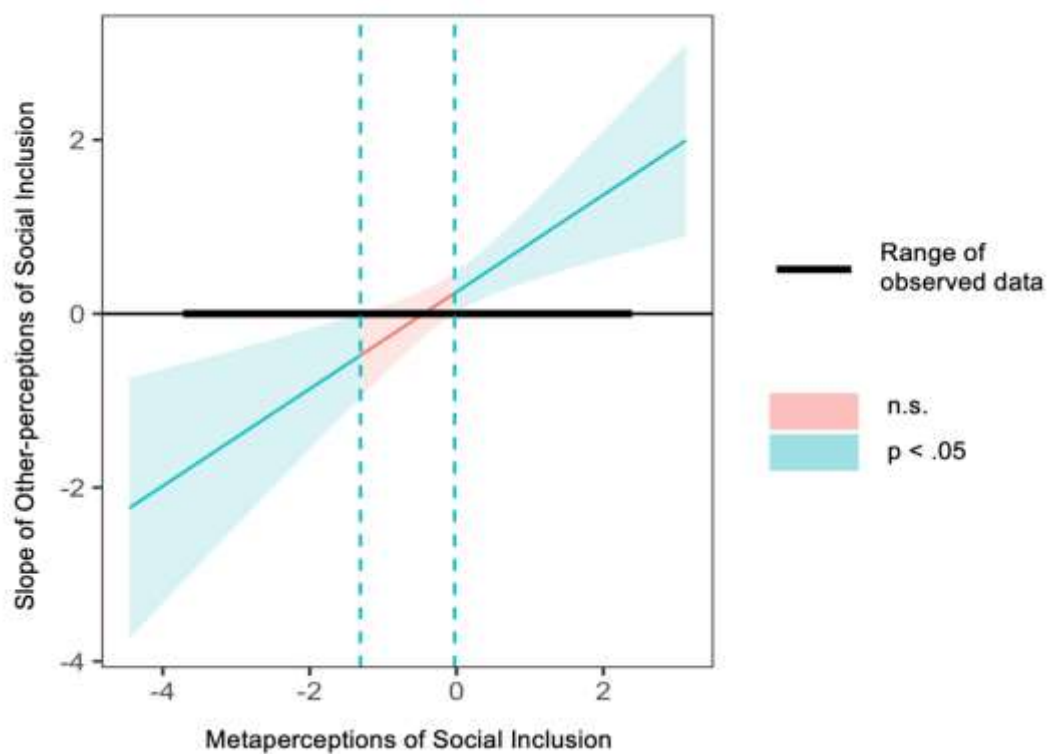 Slope of Other-perceptions of Social Inclusion
2
0
-2
-4
-4
-2
0
2
Metaperceptions of Social Inclusion
Range of
observed data
n.s.
p < .05